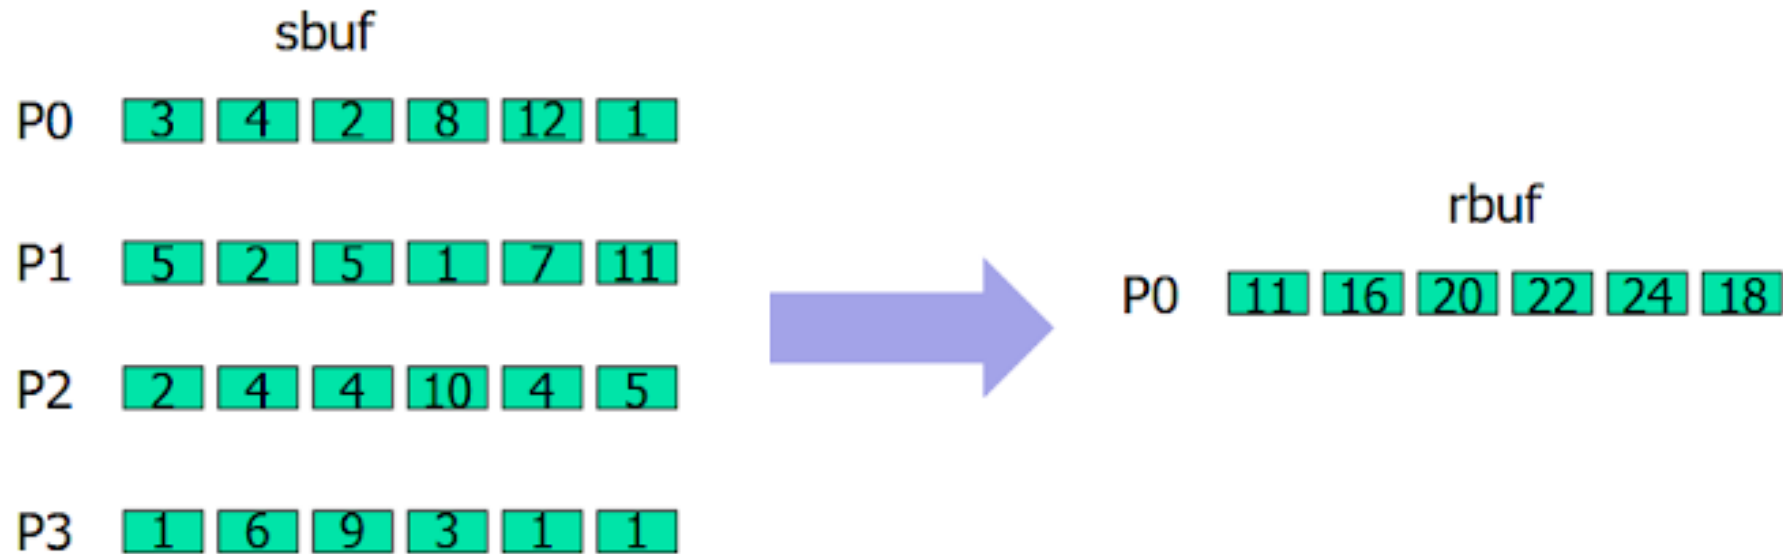 sbuf
P0 3 4 2 8 12 1
P1 5 2 5 1 7 11
P2 2 4 4 10 4 5
P3 1 6 9 3 1 1
rbuf
P0 11 16 20 22 24 18